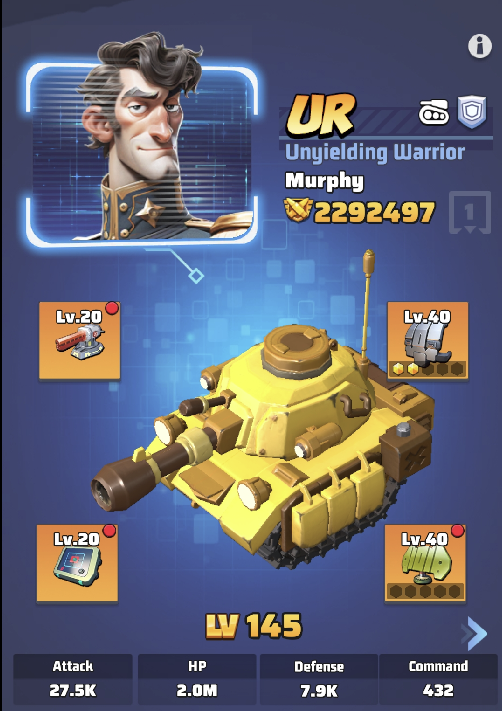 UR
Unyielding Warrior
Murphy
2292497
1
Lv.20
Lv.40
Lv.20
Lv.40
LV 145
Attack
HP
Defense
Command
27.5K
2.0M
7.9K
432